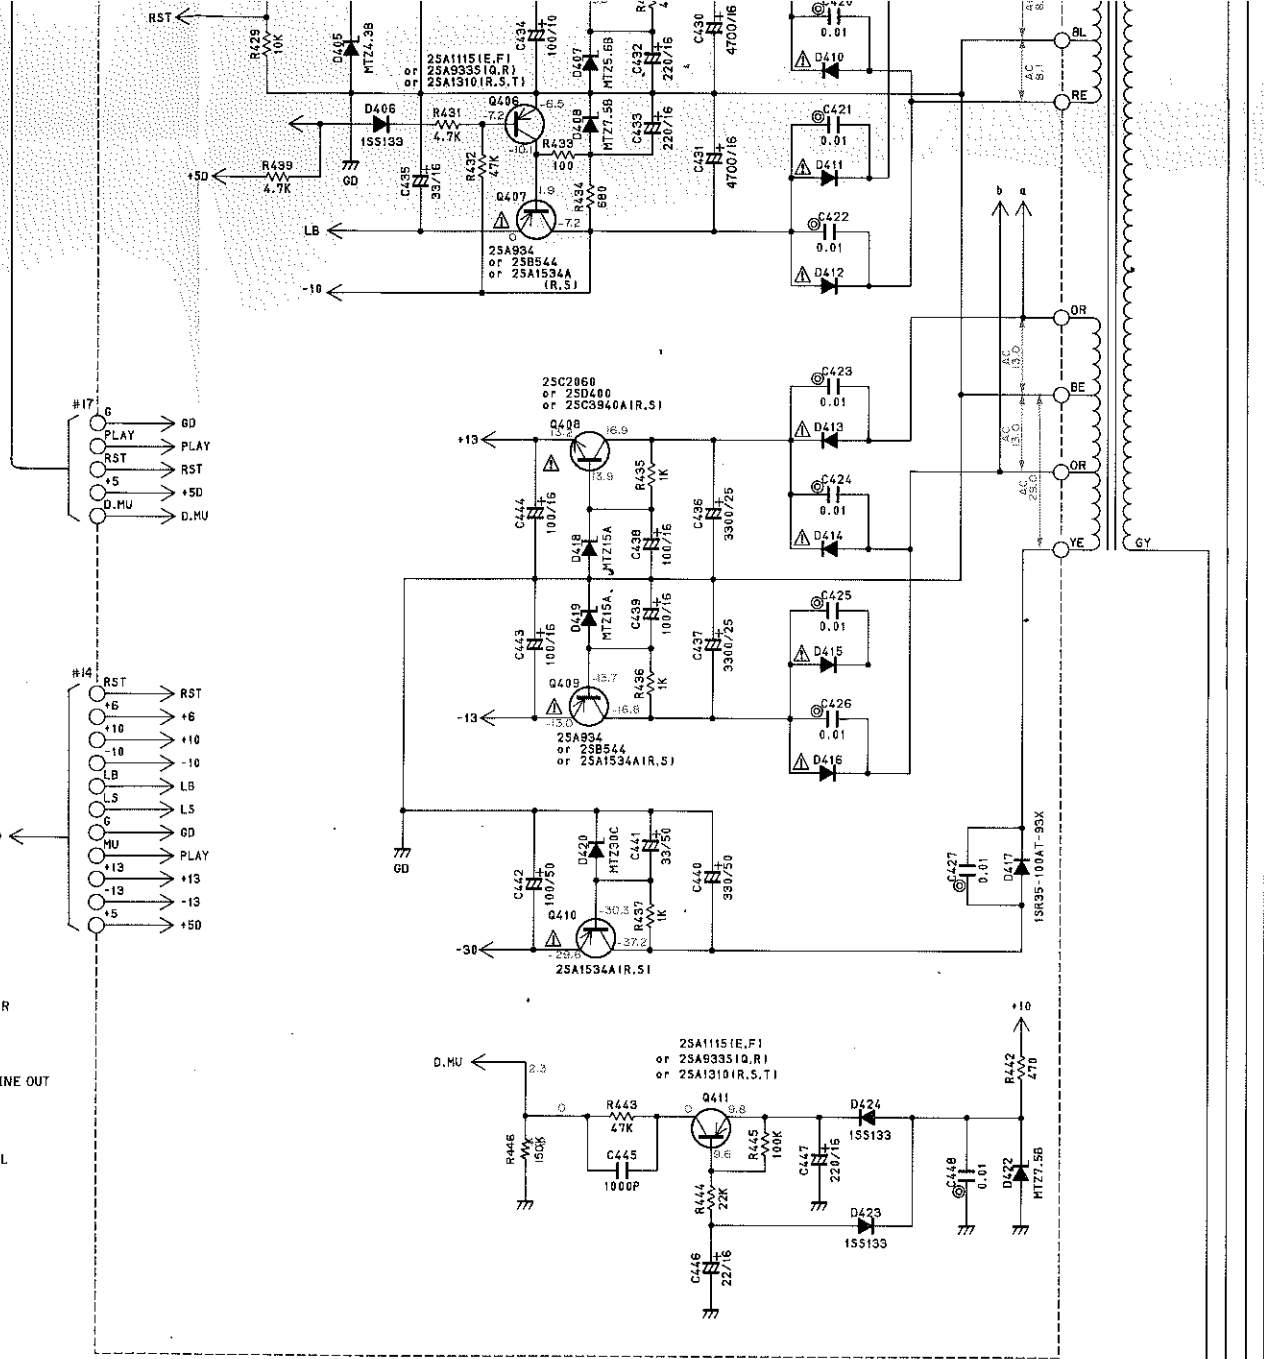 RST
R429
10K
D405
MTZ4.3B
C434
100/10
D407
MTZ5.6B
C432
220/16
C430
4700/16
0.01
D410
BL
AC
8.1
RE
2SA1115(E,F)
or 2SA933S(Q,R)
or 2SA1310(R,S,T)
Q406
-6.5
7.2
-10.1
D406
1SS133
R431
4.7K
D408
MTZ7.5B
C433
220/16
C431
4700/16
C421
0.01
D411
R439
4.7K
+5D
GD
C435
33/16
R432
47K
R433
100
R434
680
Q407
1.9
-7.2
0
LB
C422
0.01
D412
2SA934
or 2SB544
or 2SA1534A
(R,S)
-10
b
a
OR
AC
13.0
BE
AC
13.0
OR
AC
29.0
YE
GY
#17
G
GD
PLAY
PLAY
RST
RST
+5
+5D
D.MU
D.MU
2SC2060
or 2SD400
or 2SC3940A(R,S)
Q408
+13
13.2
16.9
13.9
R435
1K
C423
0.01
D413
C424
0.01
D414
C444
100/16
D418
MTZ15A
C438
100/16
C436
3300/25
C443
100/16
D419
MTZ15A
C439
100/16
C437
3300/25
C425
0.01
D415
Q409
-13.7
R436
1K
-13
-13.0
-16.8
C426
0.01
D416
2SA934
or 2SB544
or 2SA1534A(R,S)
#14
RST
RST
+6
+6
+10
+10
-10
-10
LB
LB
LS
LS
G
GD
MU
PLAY
+13
+13
-13
-13
+5
+5D
GD
C442
100/50
D420
MTZ30C
C441
33/50
C440
330/50
C427
0.01
D417
1SR35-100AT-93X
Q410
-30.3
R437
1K
-30
-29.6
-37.2
2SA1534A(R,S)
R
INE OUT
L
+10
R442
470
D.MU
2.3
2SA1115(E,F)
or 2SA933S(Q,R)
or 2SA1310(R,S,T)
Q411
0
R443
47K
0
9.8
9.6
R445
100K
D424
1SS133
R446
150K
C445
1000P
C447
220/16
C448
0.01
D422
MTZ7.5B
R444
22K
D423
1SS133
C446
22/16